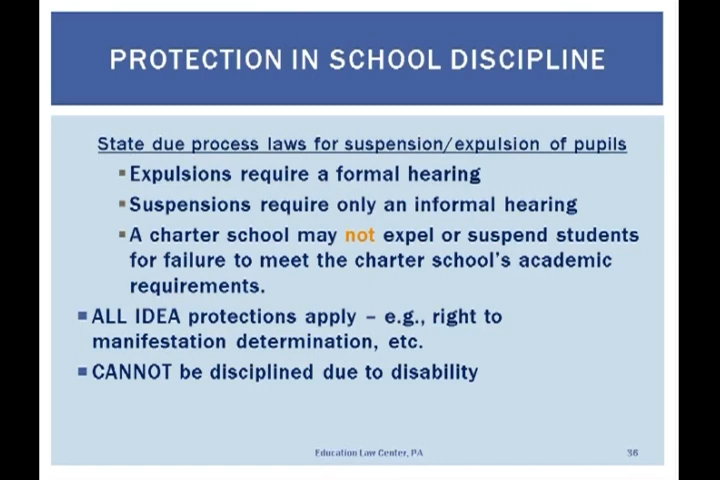 PROTECTION IN SCHOOL DISCIPLINE
State due process laws for suspension/expulsion of pupils
▪Expulsions require a formal hearing
▪Suspensions require only an informal hearing
▪A charter school may not expel or suspend students
for failure to meet the charter school's academic
requirements.
▪ALL IDEA protections apply – e.g., right to
manifestation determination, etc.
▪CANNOT be disciplined due to disability
Education Law Center, PA
36